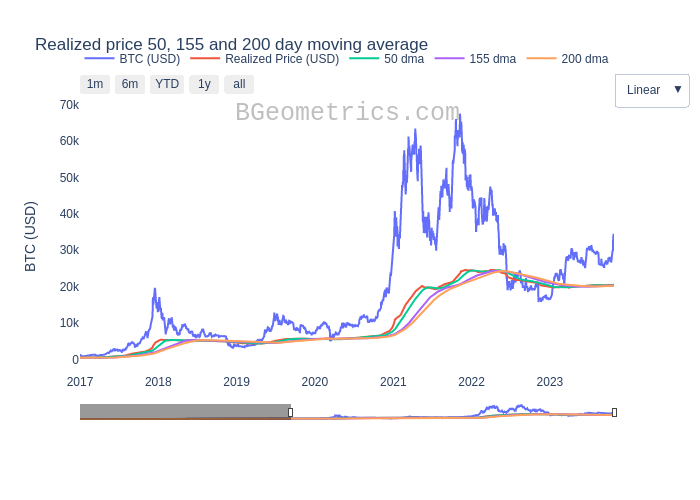 Realized price 50, 155 and 200 day moving average
BTC (USD) Realized Price (USD) 50 dma 155 dma 200 dma
1m 6m YTD 1y all
Linear ▼
BGeometrics.com
70k
60k
50k
40k
30k
20k
10k
0
BTC (USD)
2017 2018 2019 2020 2021 2022 2023